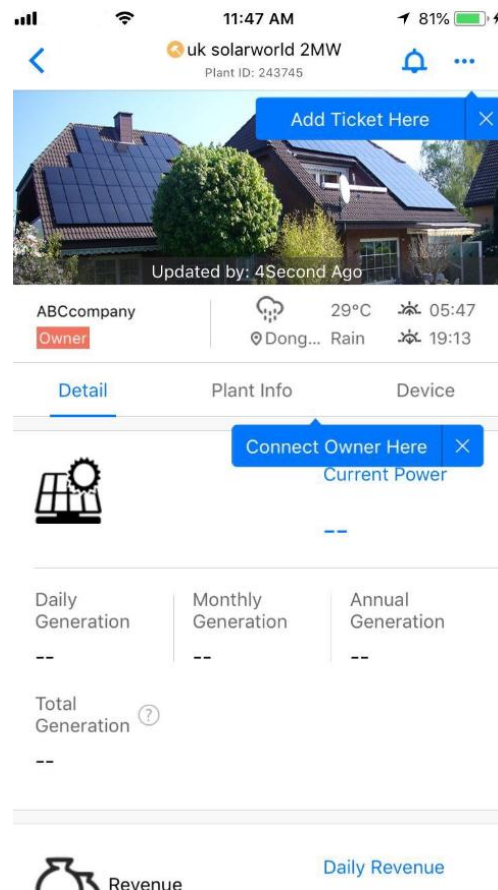 11:47 AM
81%
uk solarworld 2MW
Plant ID: 243745
Add Ticket Here
Updated by: 4Second Ago
ABCcompany
29°C
05:47
Owner
Dong...
Rain
19:13
Detail
Plant Info
Device
Connect Owner Here
Current Power
--
Daily
Generation
Monthly
Generation
Annual
Generation
--
--
--
Total
Generation
?
--
Revenue
Daily Revenue